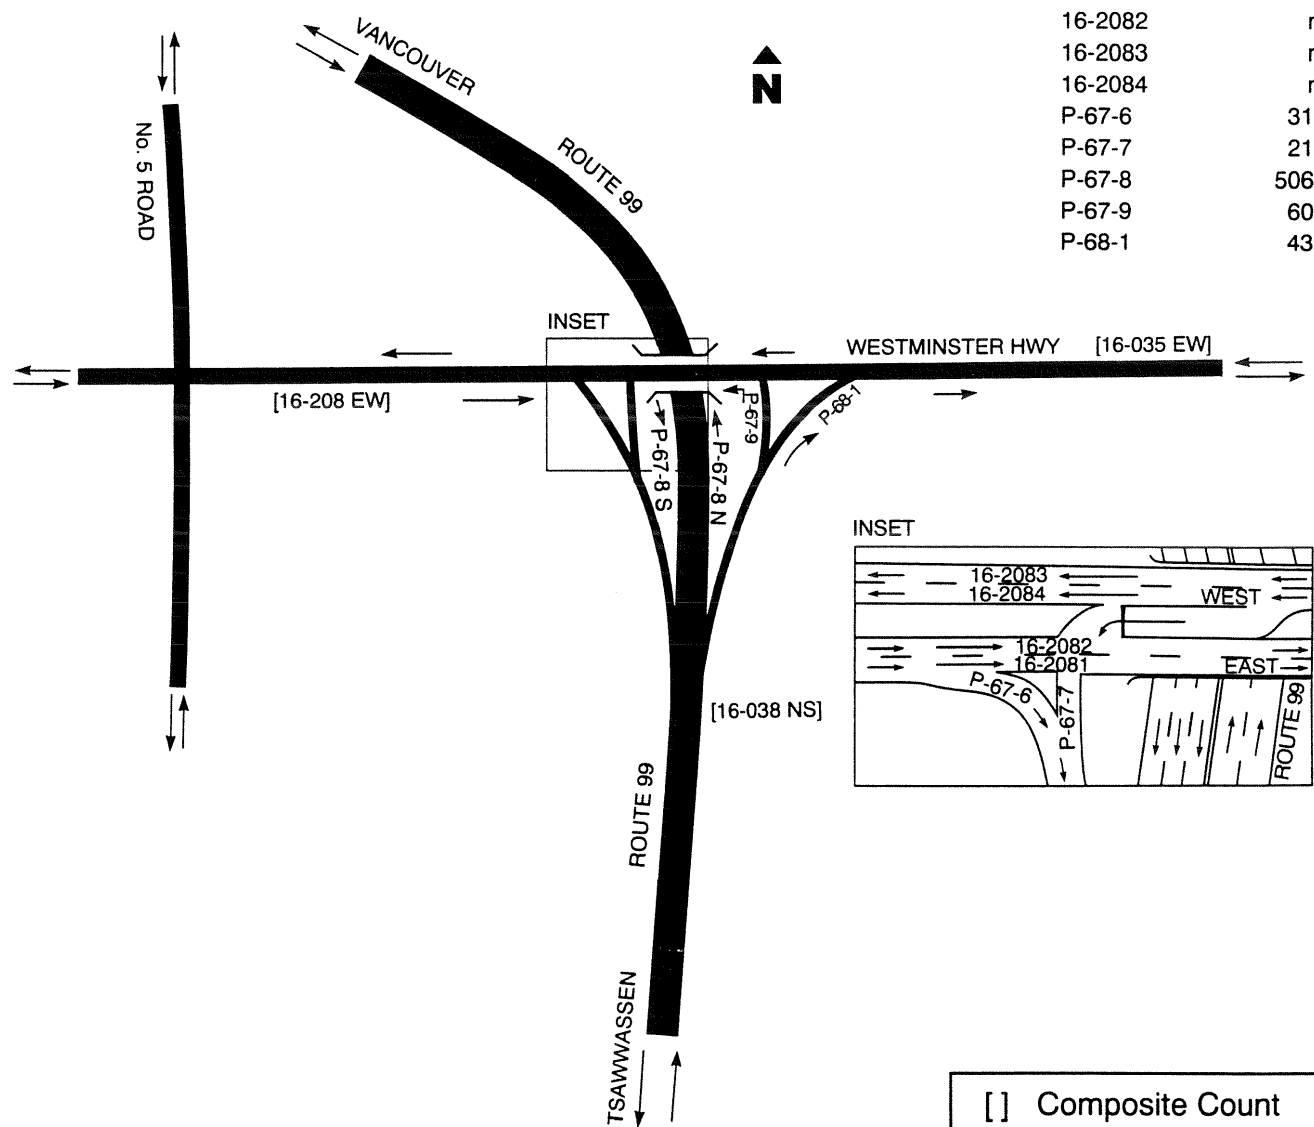 16-2082 r
16-2083 r
16-2084 r
P-67-6 31
P-67-7 21
P-67-8 506
P-67-9 60
P-68-1 43
VANCOUVER
N
No. 5 ROAD
ROUTE 99
INSET
WESTMINSTER HWY [16-035 EW]
[16-208 EW]
P-67-8 S
P-67-8 N
P-67-9
P-68-1
INSET
16-2083
16-2084
WEST
16-2082
16-2081
EAST
P-67-6
P-67-7
ROUTE 99
[16-038 NS]
ROUTE 99
TSAWWASSEN
[ ] Composite Count